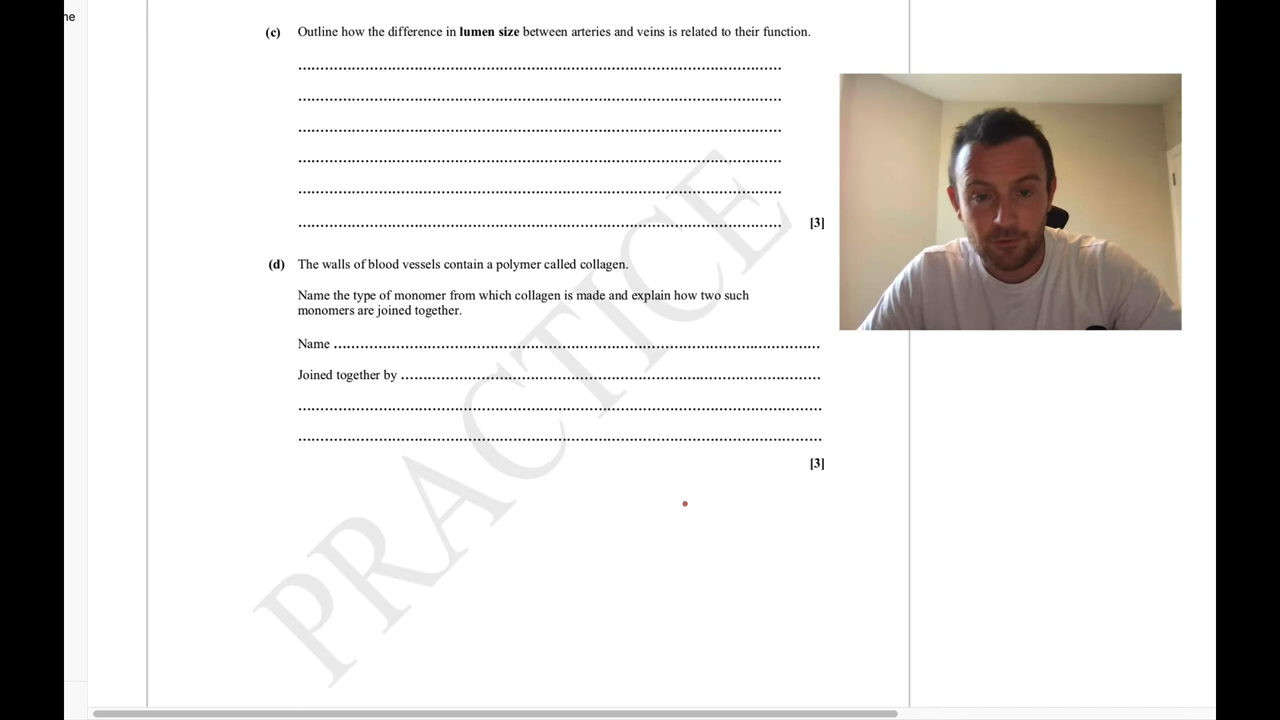 ne
(c) Outline how the difference in lumen size between arteries and veins is related to their function.
[3]
(d) The walls of blood vessels contain a polymer called collagen.
Name the type of monomer from which collagen is made and explain how two such
monomers are joined together.
Name
Joined together by
[3]
PRACTICE